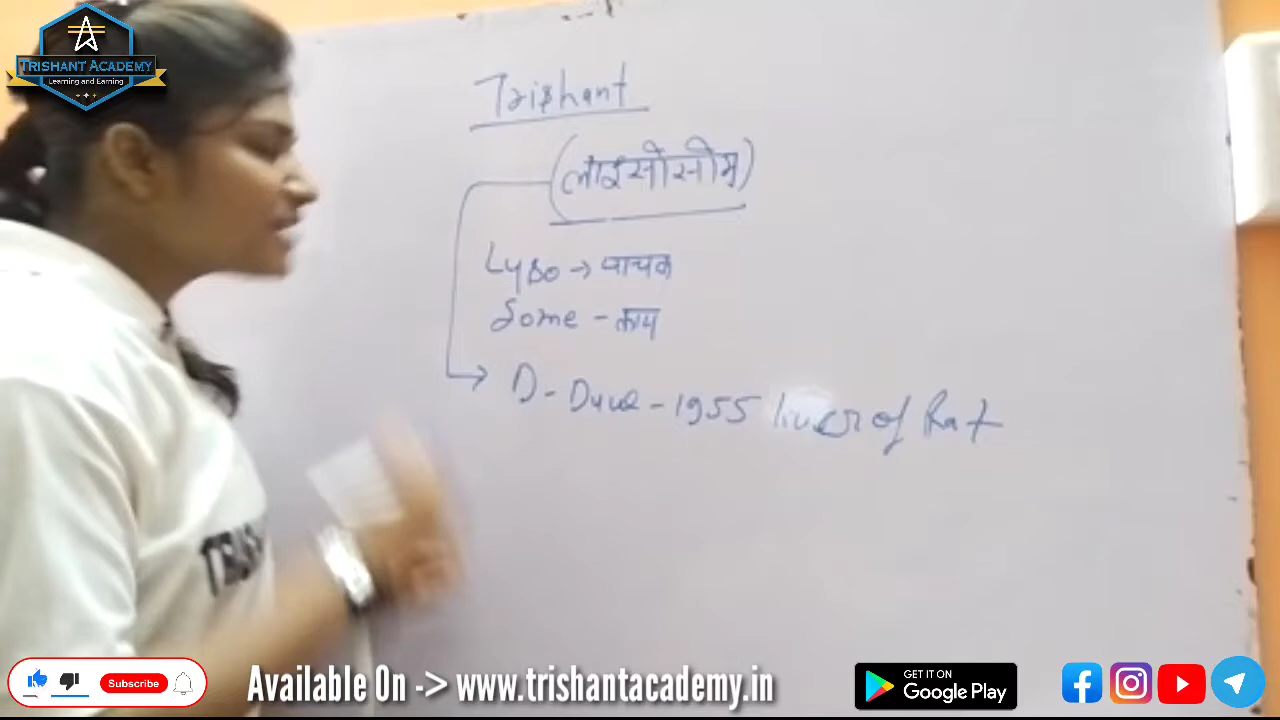 TRISHANT ACADEMY
Learning and Earning
Trishant
(लाइसोसोम)
Lyso → पाचक
Some - काय
D - Duve - 1955 liver of Rat
Subscribe
Available On -> www.trishantacademy.in
GET IT ON
Google Play